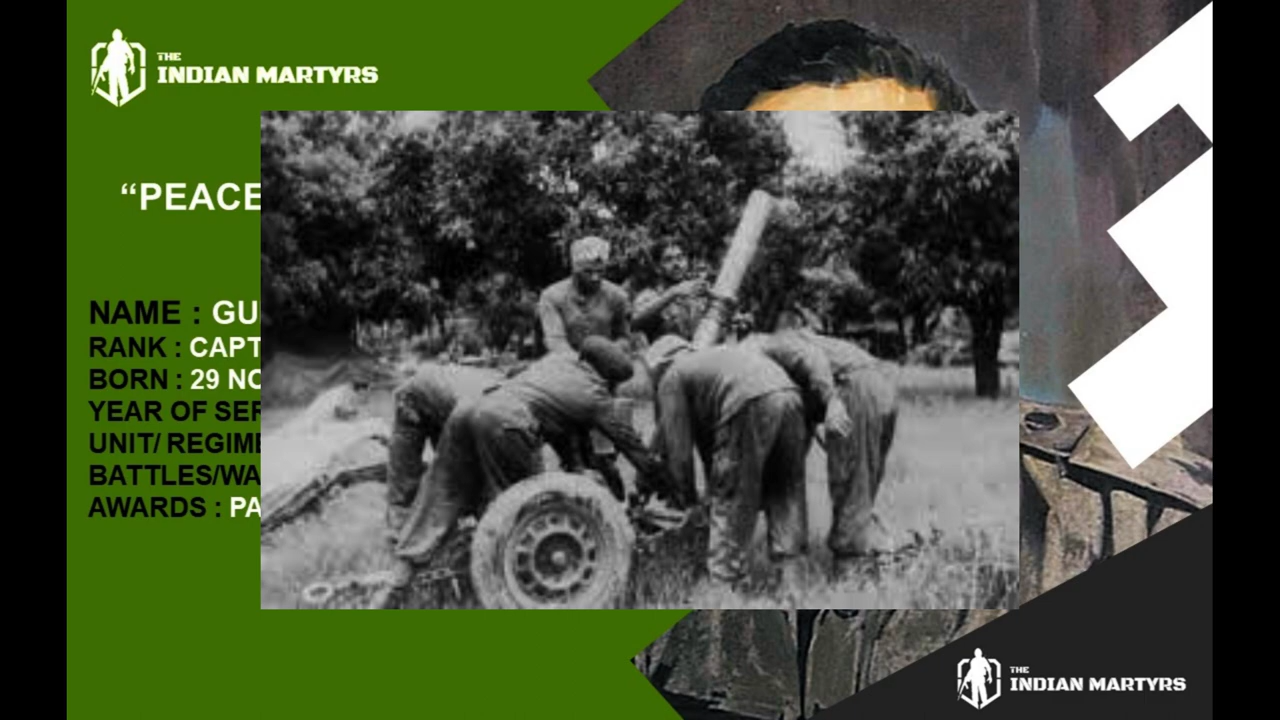 THE
INDIAN MARTYRS
“PEACE
NAME : GU
RANK : CAPT
BORN : 29 NO
YEAR OF SER
UNIT/ REGIME
BATTLES/WA
AWARDS : PA
THE
INDIAN MARTYRS